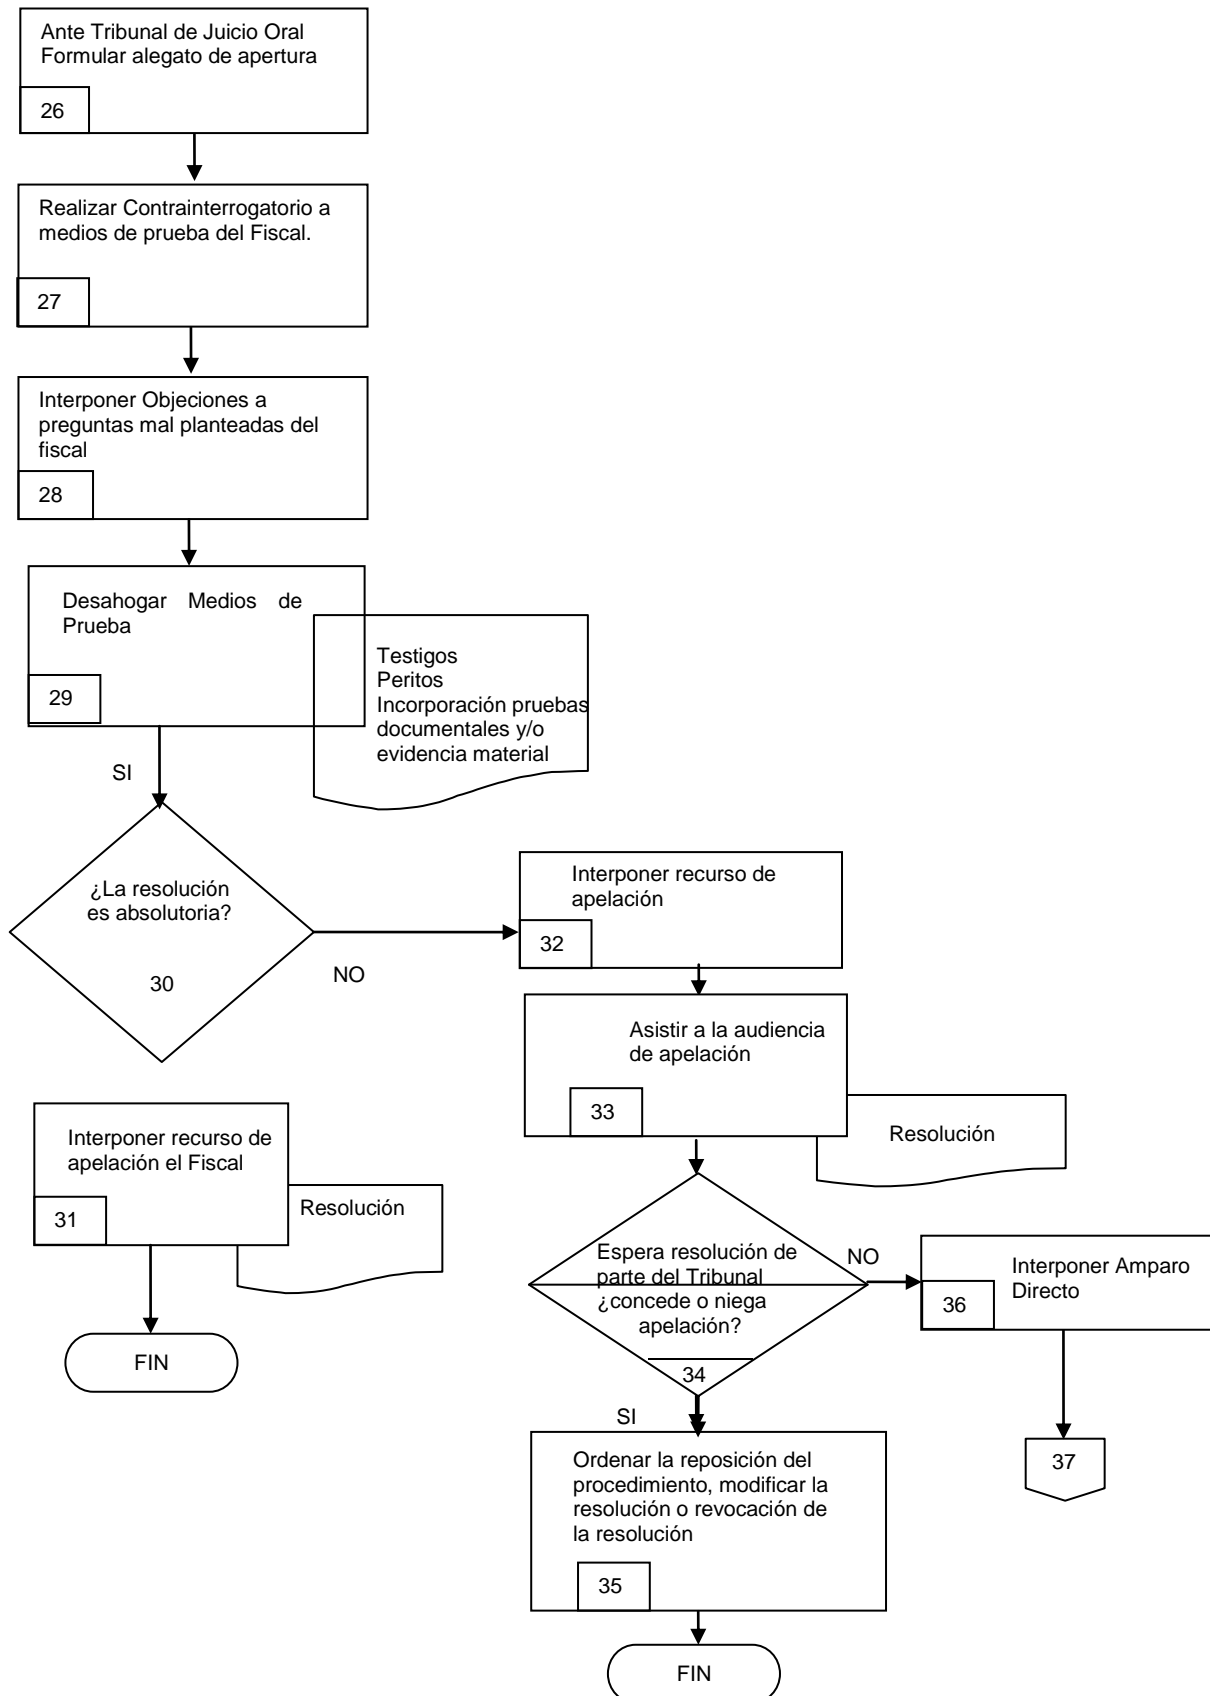 Ante Tribunal de Juicio Oral
Formular alegato de apertura
26
Realizar Contrainterrogatorio a
medios de prueba del Fiscal.
27
Interponer Objeciones a
preguntas mal planteadas del
fiscal
28
Desahogar Medios de
Prueba
29
Testigos
Peritos
Incorporación pruebas
documentales y/o
evidencia material
SI
¿La resolución
es absolutoria?
30
NO
Interponer recurso de
apelación
32
Asistir a la audiencia
de apelación
33
Resolución
Interponer recurso de
apelación el Fiscal
31
Resolución
FIN
Espera resolución de
parte del Tribunal
¿concede o niega
apelación?
34
NO
Interponer Amparo
Directo
36
37
SI
Ordenar la reposición del
procedimiento, modificar la
resolución o revocación de
la resolución
35
FIN